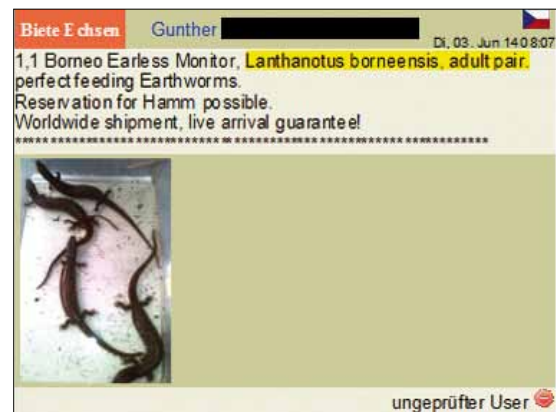 Biete Echsen Gunther
Di, 03. Jun 14 08:07
1,1 Borneo Earless Monitor, Lanthanotus borneensis, adult pair.
perfect feeding Earthworms.
Reservation for Hamm possible.
Worldwide shipment, live arrival guarantee!
******************************************************************
ungeprüfter User